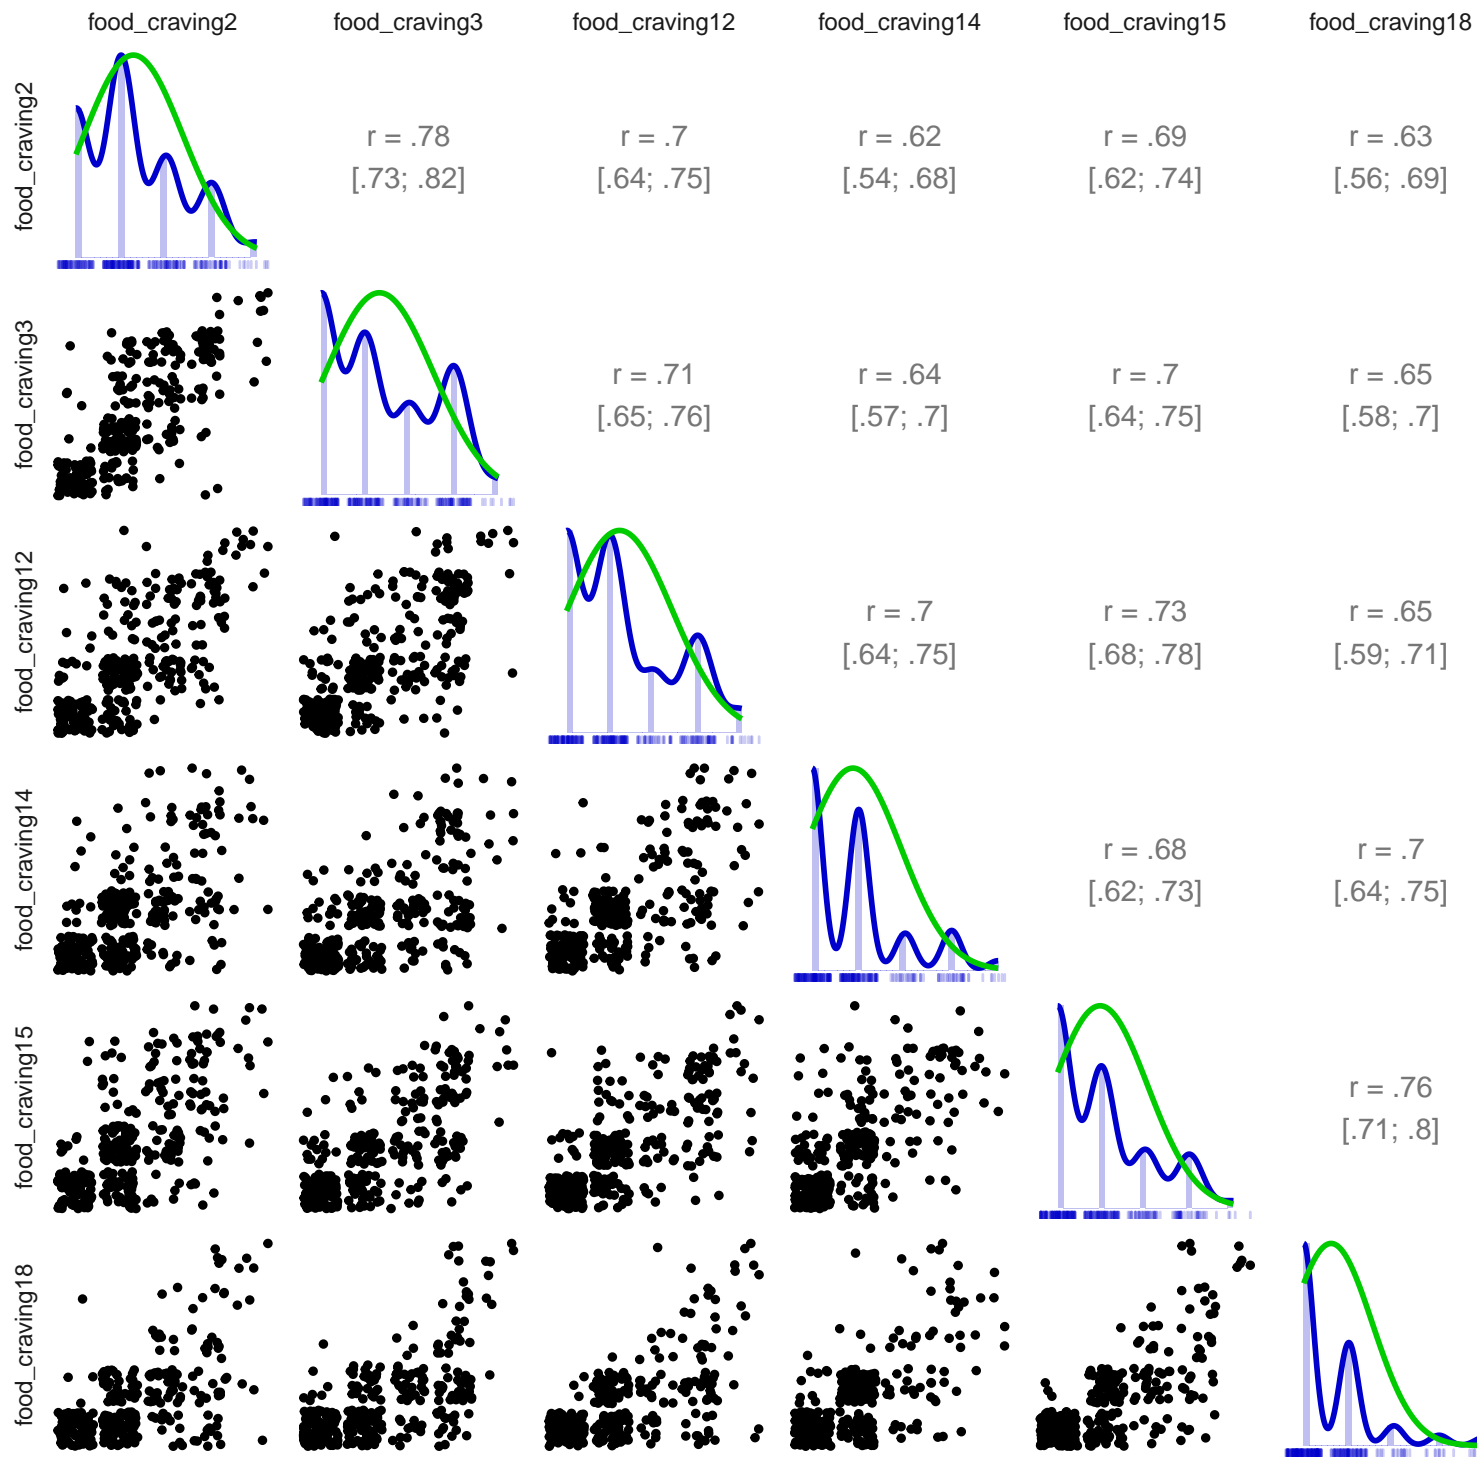 food_craving2
food_craving3
food_craving12
food_craving14
food_craving15
food_craving18
food_craving2
r = .78
[.73; .82]
r = .7
[.64; .75]
r = .62
[.54; .68]
r = .69
[.62; .74]
r = .63
[.56; .69]
food_craving3
r = .71
[.65; .76]
r = .64
[.57; .7]
r = .7
[.64; .75]
r = .65
[.58; .7]
food_craving12
r = .7
[.64; .75]
r = .73
[.68; .78]
r = .65
[.59; .71]
food_craving14
r = .68
[.62; .73]
r = .7
[.64; .75]
food_craving15
r = .76
[.71; .8]
food_craving18